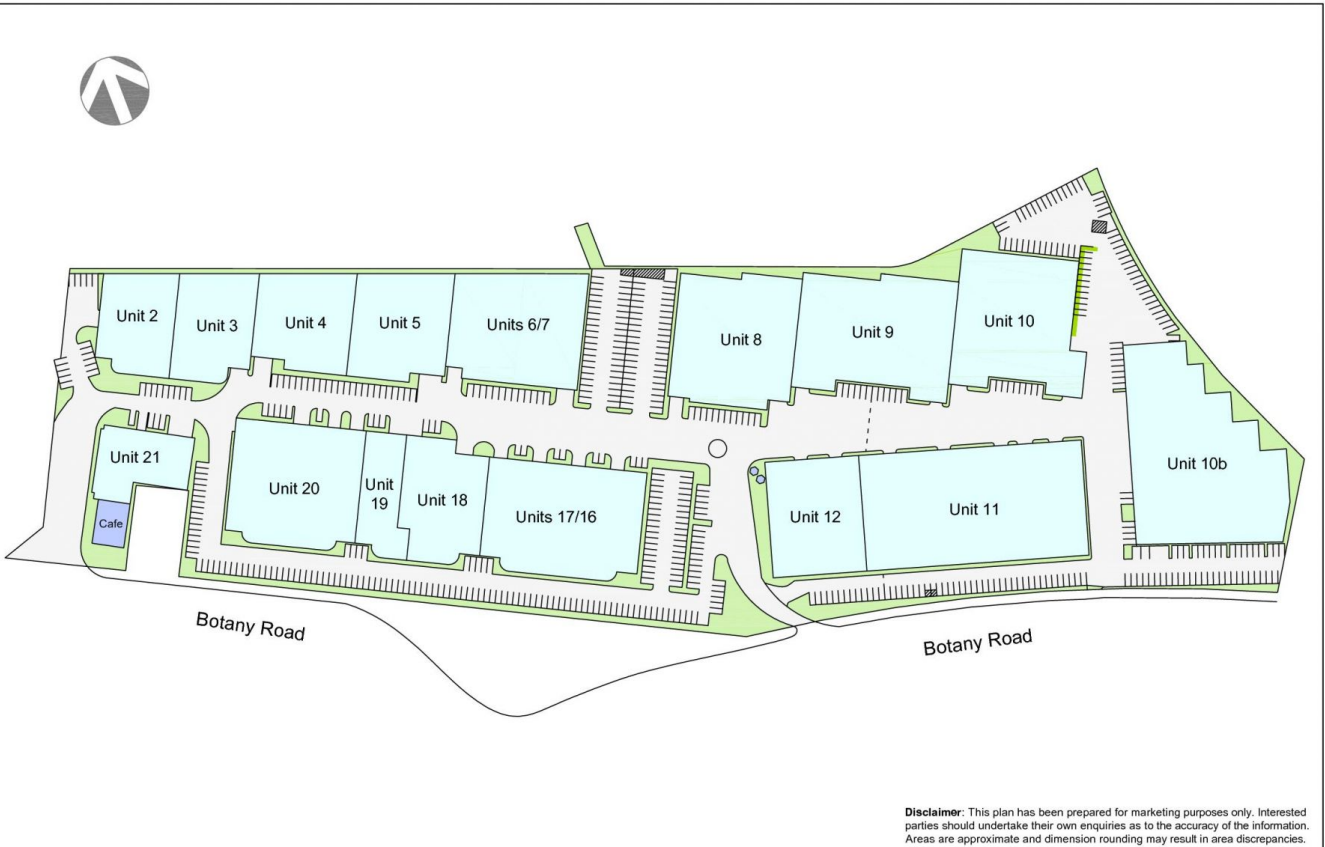 Unit 2
Unit 3
Unit 4
Unit 5
Units 6/7
Unit 8
Unit 9
Unit 10
Unit 21
Cafe
Unit 20
Unit
19
Unit 18
Units 17/16
Unit 12
Unit 11
Unit 10b
Botany Road
Botany Road
Disclaimer: This plan has been prepared for marketing purposes only. Interested
parties should undertake their own enquiries as to the accuracy of the information.
Areas are approximate and dimension rounding may result in area discrepancies.